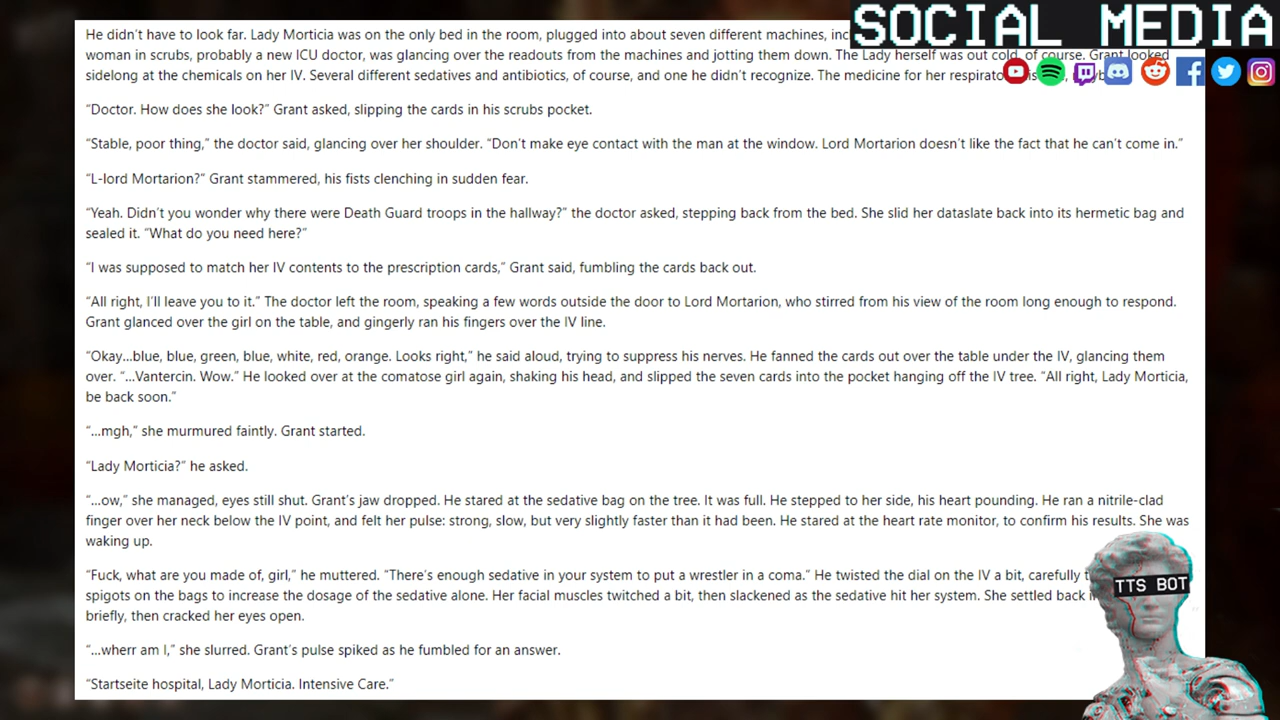 SOCIAL MEDIA
He didn’t have to look far. Lady Morticia was on the only bed in the room, plugged into about seven different machines,
woman in scrubs, probably a new ICU doctor, was glancing over the readouts from the machines and jotting them down. The Lady herself was out cold, of course. Grant looked
sidelong at the chemicals on her IV. Several different sedatives and antibiotics, of course, and one he didn’t recognize. The medicine for her
“Doctor. How does she look?” Grant asked, slipping the cards in his scrubs pocket.
“Stable, poor thing,” the doctor said, glancing over her shoulder. “Don’t make eye contact with the man at the window. Lord Mortarion doesn’t like the fact that he can’t come in.”
“L-lord Mortarion?” Grant stammered, his fists clenching in sudden fear.
“Yeah. Didn’t you wonder why there were Death Guard troops in the hallway?” the doctor asked, stepping back from the bed. She slid her dataslate back into its hermetic bag and
sealed it. “What do you need here?”
“I was supposed to match her IV contents to the prescription cards,” Grant said, fumbling the cards back out.
“All right, I’ll leave you to it.” The doctor left the room, speaking a few words outside the door to Lord Mortarion, who stirred from his view of the room long enough to respond.
Grant glanced over the girl on the table, and gingerly ran his fingers over the IV line.
“Okay…blue, blue, green, blue, white, red, orange. Looks right,” he said aloud, trying to suppress his nerves. He fanned the cards out over the table under the IV, glancing them
over. “…Vantercin. Wow.” He looked over at the comatose girl again, shaking his head, and slipped the seven cards into the pocket hanging off the IV tree. “All right, Lady Morticia,
be back soon.”
“…mgh,” she murmured faintly. Grant started.
“Lady Morticia?” he asked.
“…ow,” she managed, eyes still shut. Grant’s jaw dropped. He stared at the sedative bag on the tree. It was full. He stepped to her side, his heart pounding. He ran a nitrile-clad
finger over her neck below the IV point, and felt her pulse: strong, slow, but very slightly faster than it had been. He stared at the heart rate monitor, to confirm his results. She was
waking up.
“Fuck, what are you made of, girl,” he muttered. “There’s enough sedative in your system to put a wrestler in a coma.” He twisted the dial on the IV a bit, carefully
spigots on the bags to increase the dosage of the sedative alone. Her facial muscles twitched a bit, then slackened as the sedative hit her system. She settled back
briefly, then cracked her eyes open.
“…wherr am I,” she slurred. Grant’s pulse spiked as he fumbled for an answer.
“Startseite hospital, Lady Morticia. Intensive Care.”
TTS BOT